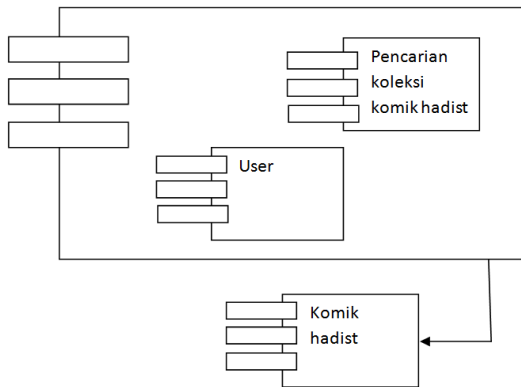 Pencarian
koleksi
komik hadist
User
Komik
hadist